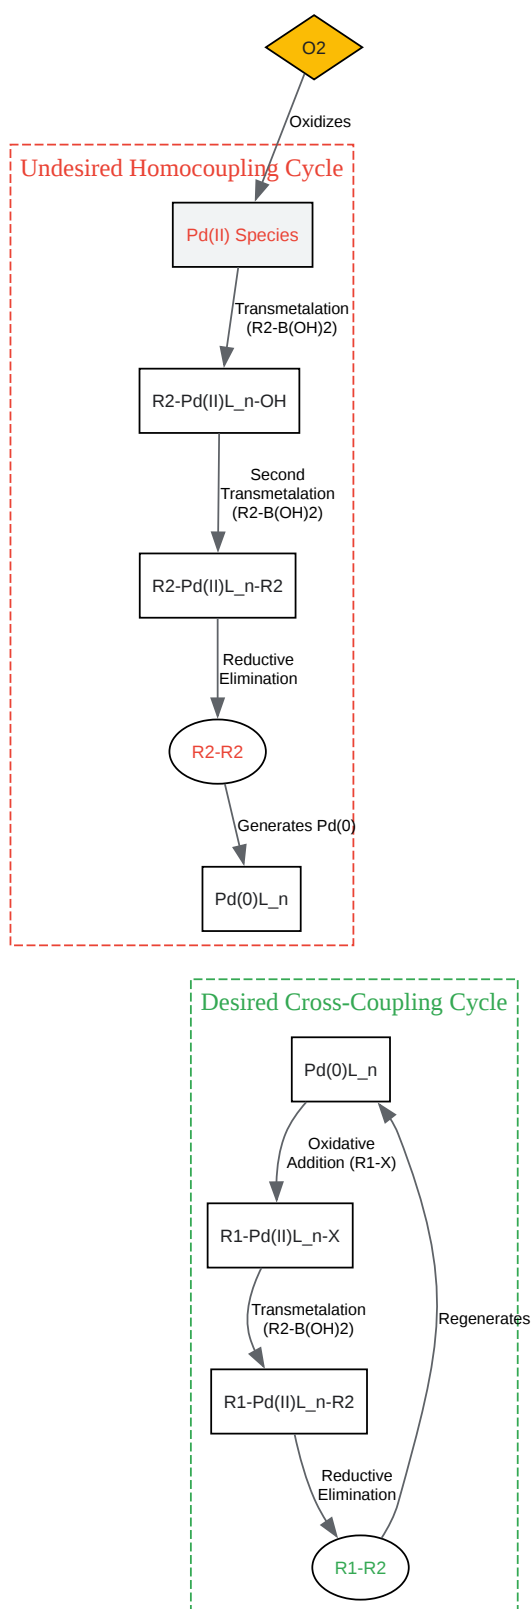 O2
Oxidizes
Undesired Homocoupling Cycle
Pd(II) Species
Transmetalation
(R2-B(OH)2)
R2-Pd(II)L_n-OH
Second
Transmetalation
(R2-B(OH)2)
R2-Pd(II)L_n-R2
Reductive
Elimination
R2-R2
Generates Pd(0)
Pd(0)L_n
Desired Cross-Coupling Cycle
Pd(0)L_n
Oxidative
Addition (R1-X)
R1-Pd(II)L_n-X
Transmetalation
(R2-B(OH)2)
Regenerates
R1-Pd(II)L_n-R2
Reductive
Elimination
R1-R2